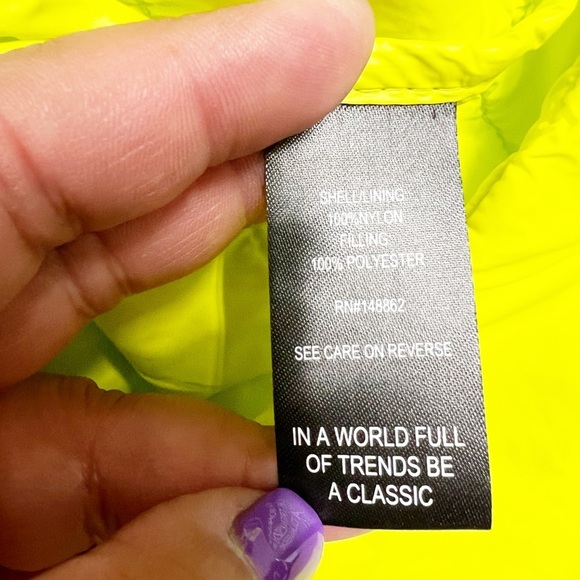 SHELL/LINING
100%NYLON
FILLING
100% POLYESTER
RN#148862
SEE CARE ON REVERSE
IN A WORLD FULL
OF TRENDS BE
A CLASSIC